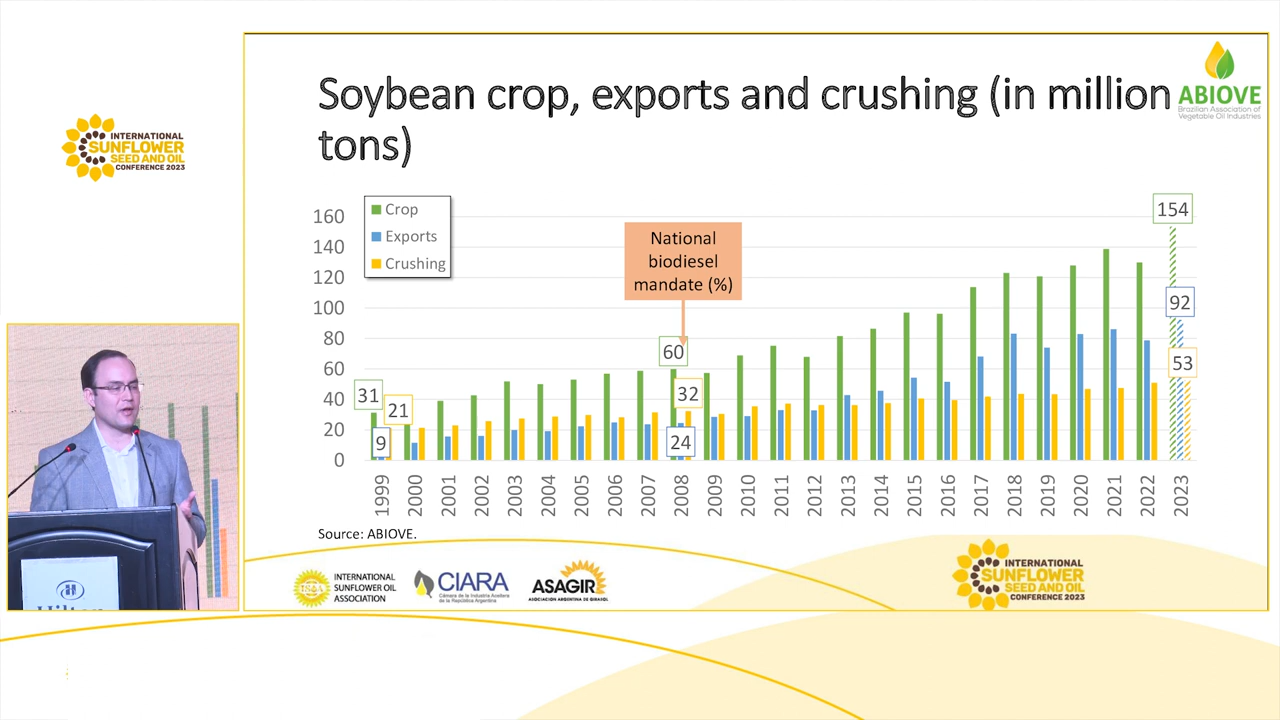 Soybean crop, exports and crushing (in million
tons)
ABIOVE
Brazilian Association of
Vegetable Oil Industries
INTERNATIONAL
SUNFLOWER
SEED AND OIL
CONFERENCE 2023
Crop
Exports
Crushing
National
biodiesel
mandate (%)
160
140
120
100
80
60
40
20
0
31
21
9
60
32
24
154
92
53
1999
2000
2001
2002
2003
2004
2005
2006
2007
2008
2009
2010
2011
2012
2013
2014
2015
2016
2017
2018
2019
2020
2021
2022
2023
Source: ABIOVE.
Hilton
INTERNATIONAL
SUNFLOWER OIL
ASSOCIATION
CIARA
Cámara de la Industria Aceitera
de la República Argentina
ASAGIR
ASOCIACIÓN ARGENTINA DE GIRASOL
INTERNATIONAL
SUNFLOWER
SEED AND OIL
CONFERENCE 2023